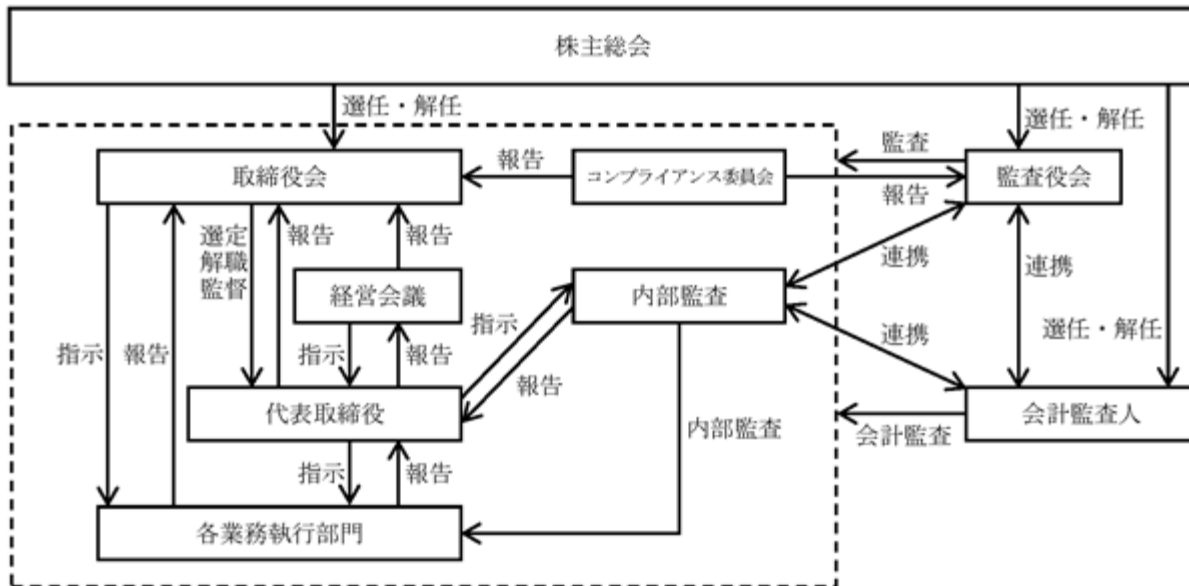 株主総会
選任・解任
選任・解任
監査
報告
取締役会
コンプライアンス委員会
監査役会
報告
選定
解職
監督
報告
報告
連携
連携
経営会議
内部監査
指示
指示
報告
指示
報告
連携
選任・解任
報告
代表取締役
会計監査人
内部監査
会計監査
指示
報告
各業務執行部門